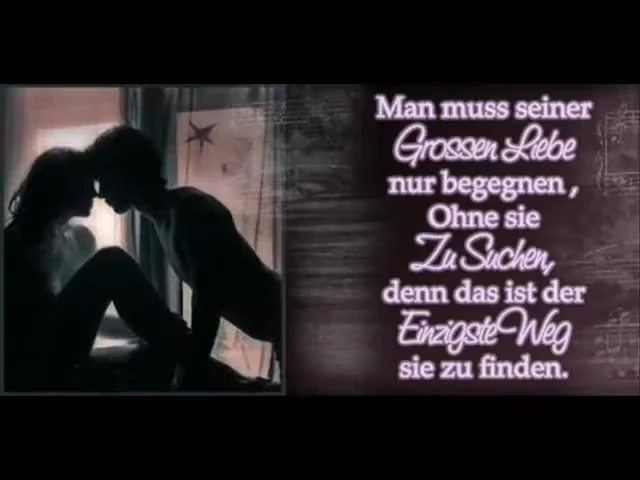 Man muss seiner
Grossen Liebe
nur begegnen ,
Ohne sie
Zu Suchen,
denn das ist der
Einzigste Weg
sie zu finden.